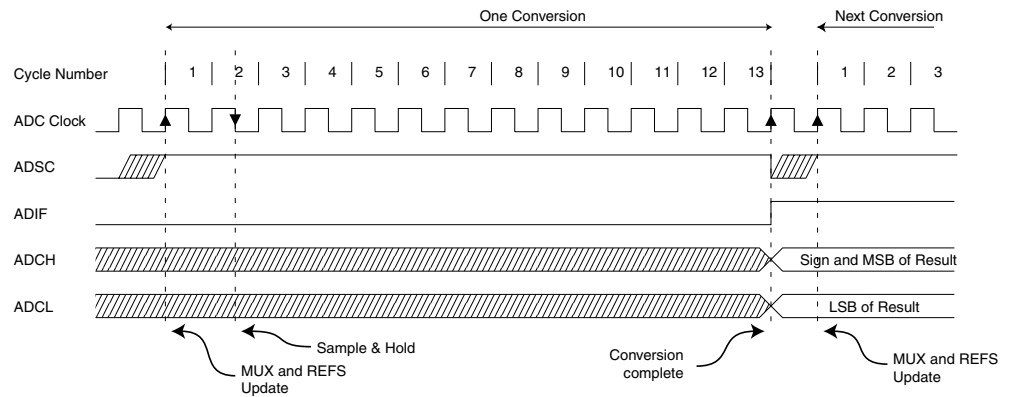 One Conversion
Next Conversion
Cycle Number 1 2 3 4 5 6 7 8 9 10 11 12 13 1 2 3
ADC Clock
ADSC
ADIF
ADCH
Sign and MSB of Result
ADCL
LSB of Result
Sample & Hold
MUX and REFS
Update
Conversion
complete
MUX and REFS
Update